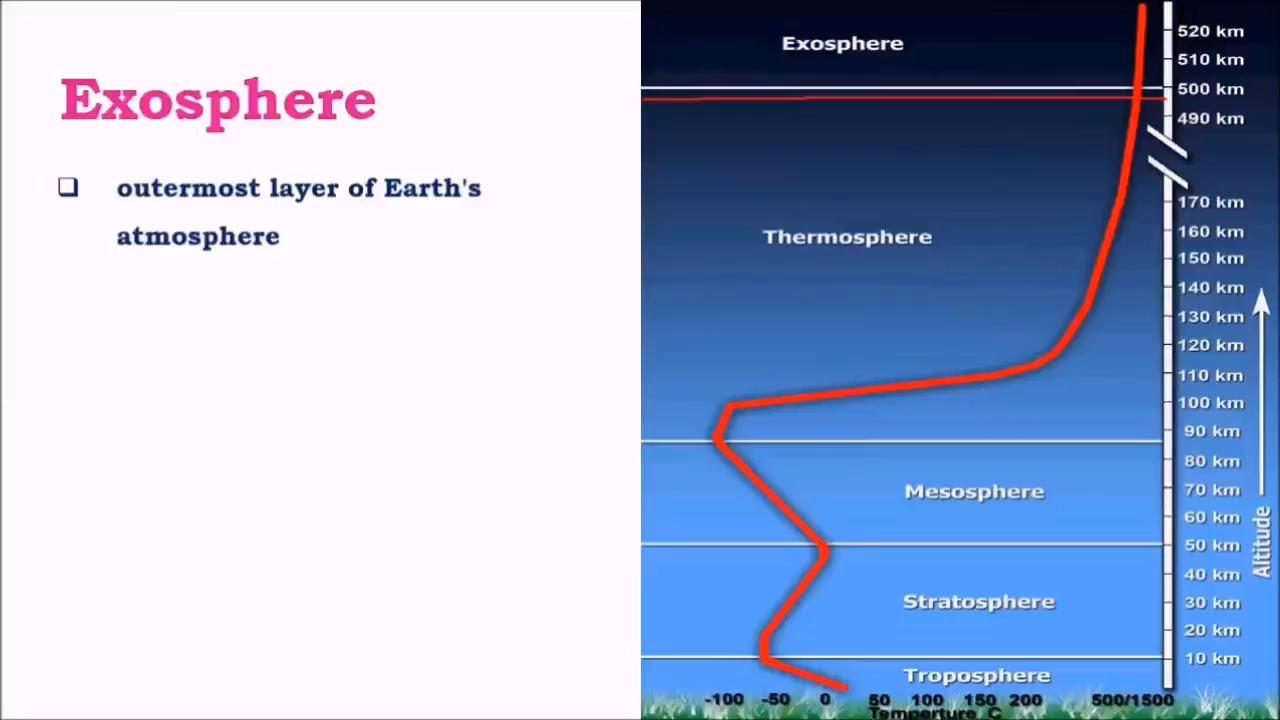 Exosphere
❑ outermost layer of Earth's
atmosphere
Exosphere
Thermosphere
Mesosphere
Stratosphere
Troposphere
520 km
510 km
500 km
490 km
170 km
160 km
150 km
140 km
130 km
120 km
110 km
100 km
90 km
80 km
70 km
60 km
50 km
40 km
30 km
20 km
10 km
Altitude
-100 -50 0 50 100 150 200 500/1500
Temperture C